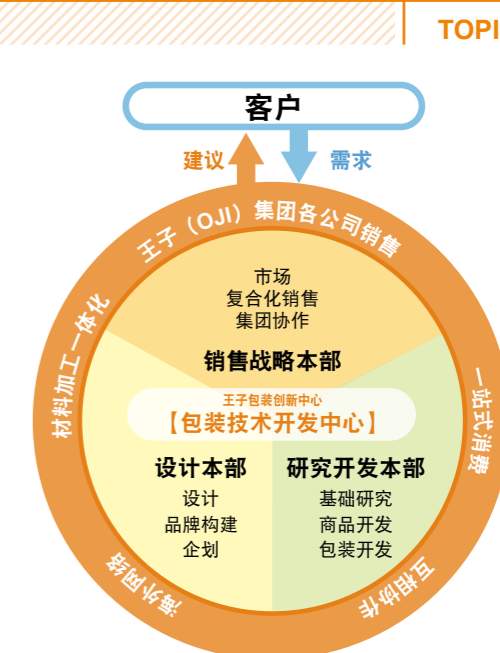 TOPI
客户
建议
需求
王子（OJI）集团各公司销售
材料加工一体化
一站式消费
市场
复合化销售
集团协作
销售战略本部
王子包装创新中心
【包装技术开发中心】
设计本部
设计
品牌构建
企划
研究开发本部
基础研究
商品开发
包装开发
海外网络
互相协作